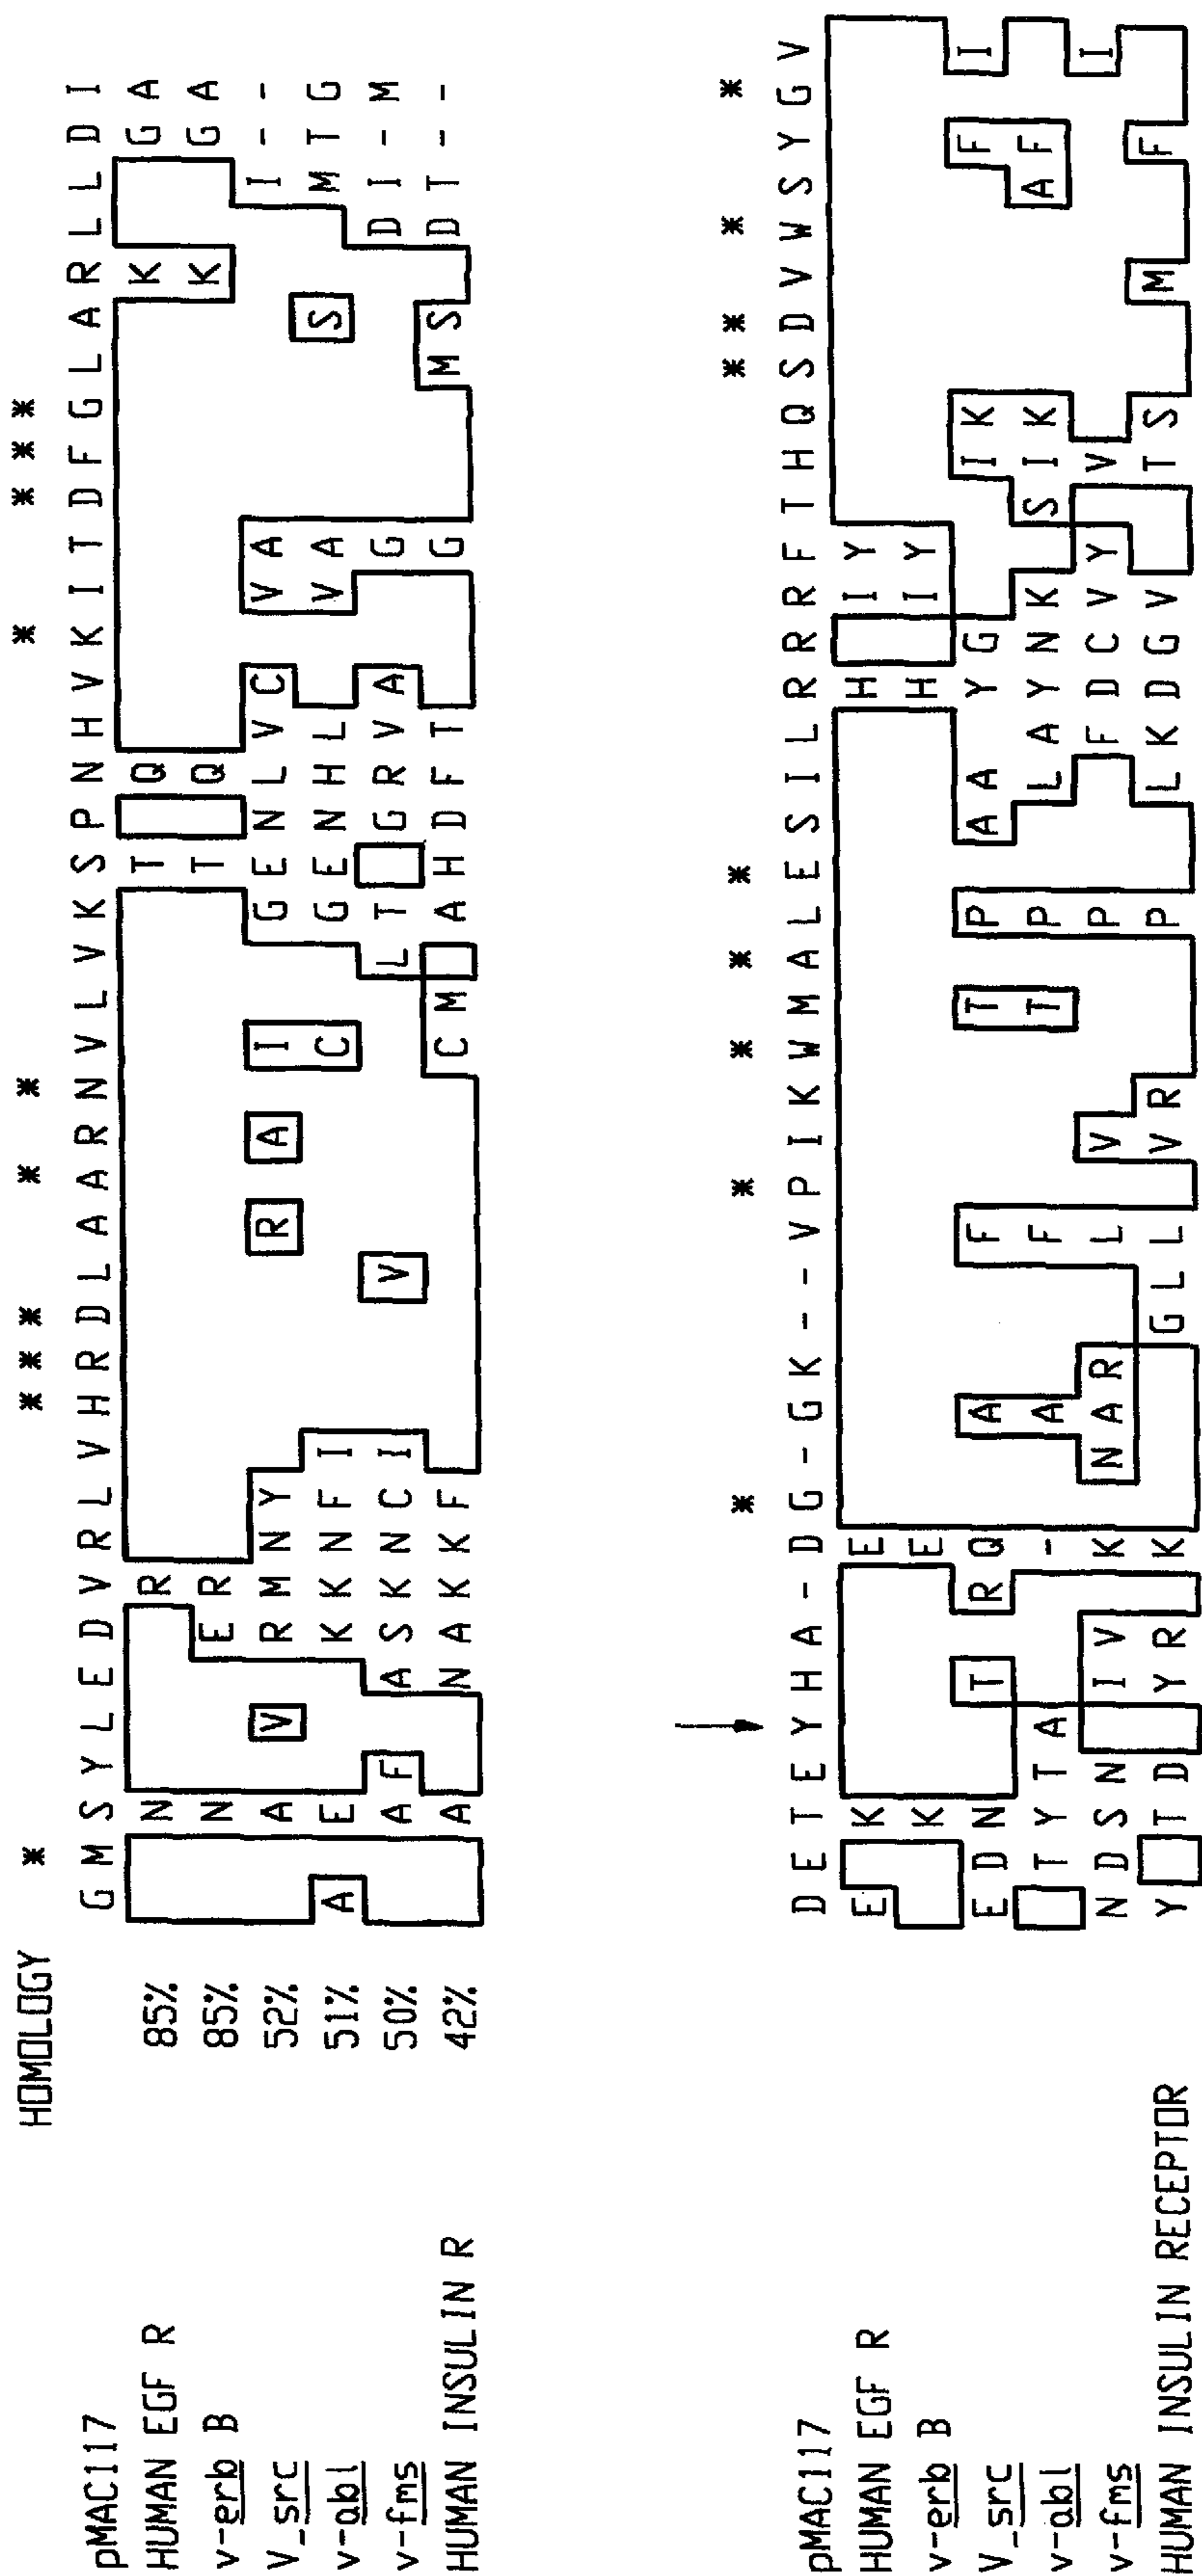 HOMOLOGY * * * * * * * * * *
pMAC117 G M S Y L E D V R L V H R D L A A R N V L V K S P N H V K I T D F G L A R L L D I
HUMAN EGF R 85% N R T Q K G A
v-erb B 85% N E R T Q K G A
V_src 52% A V R M N Y R A I G E N L V C V A I - -
v-abl 51% A E K K N F I C G E N H L V A S M T G
v-fms 50% A F A S K N C I V L T G R V A G D I - M
HUMAN INSULIN R 42% A N A K K F C M A H D F T G M S D T - -
* * * * * * * * *
pMAC117 D E T E Y H A - D G - G K - - V P I K W M A L E S I L R R R F T H Q S D V W S Y G V
HUMAN EGF R E K E H I Y
v-erb B K E H I Y
V_src E D N T R Q A F T P A A Y G I K F I
v-abl T Y T A - A F T P L A Y N K S I K A F
v-fms N D S N I V K N A R L V P F D C V Y V I
HUMAN INSULIN RECEPTOR Y T D Y R K G L L V R P L K D G V T S M F